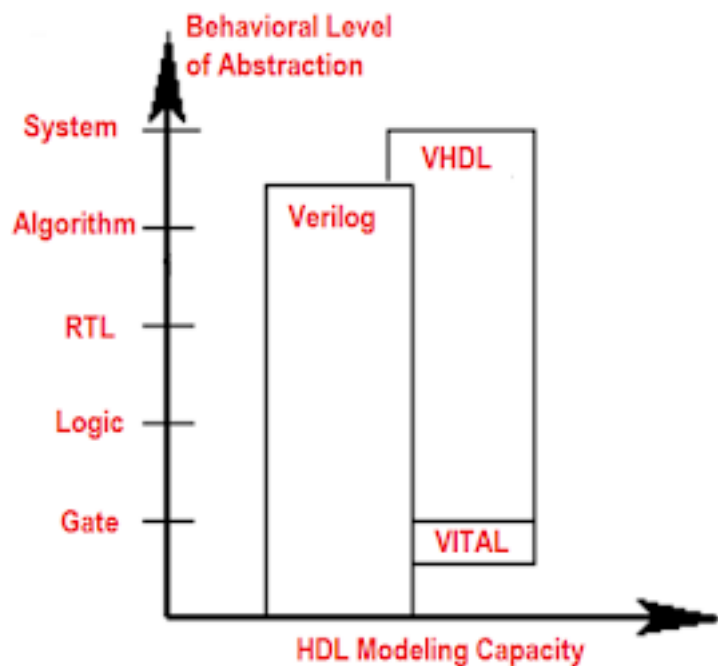 Behavioral Level
of Abstraction
System
VHDL
Verilog
Algorithm
RTL
Logic
Gate
VITAL
HDL Modeling Capacity